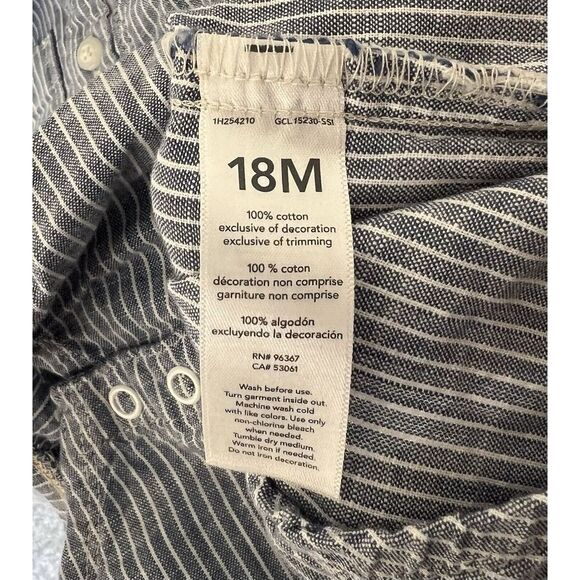 1H254210 GCL.15230-SSI
18M
100% cotton
exclusive of decoration
exclusive of trimming
100 % coton
décoration non comprise
garniture non comprise
100% algodón
excluyendo la decoración
RN# 96367
CA# 53061
Wash before use.
Turn garment inside out.
Machine wash cold
with like colors. Use only
non-chlorine bleach
when needed.
Tumble dry medium.
Warm iron if needed.
Do not iron decoration.